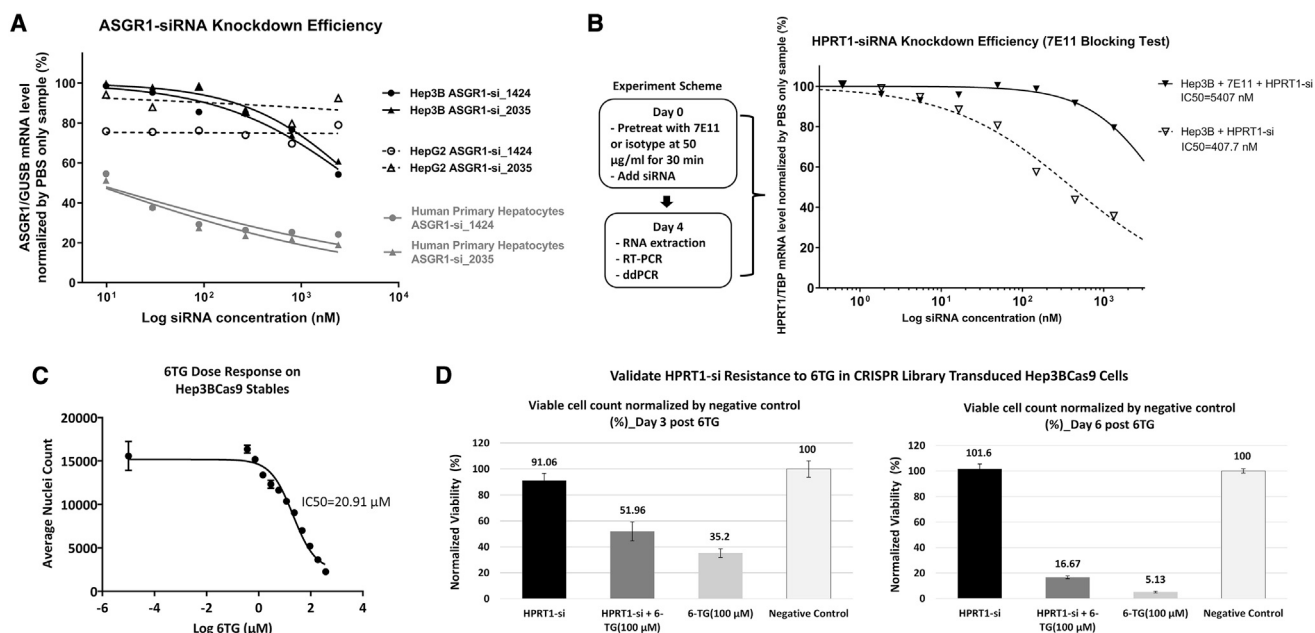 A
ASGR1-siRNA Knockdown Efficiency
ASGR1/GUSB mRNA level
normalized by PBS only sample (%)
100
80
60
40
20
0
10¹
10²
10³
10⁴
Log siRNA concentration (nM)
Hep3B ASGR1-si_1424
Hep3B ASGR1-si_2035
HepG2 ASGR1-si_1424
HepG2 ASGR1-si_2035
Human Primary Hepatocytes
ASGR1-si_1424
Human Primary Hepatocytes
ASGR1-si_2035
B
HPRT1-siRNA Knockdown Efficiency (7E11 Blocking Test)
Experiment Scheme
Day 0
- Pretreat with 7E11
or isotype at 50
µg/ml for 30 min
- Add siRNA
Day 4
- RNA extraction
- RT-PCR
- ddPCR
HPRT1/TBP mRNA level normalized by PBS only sample (%)
100
80
60
40
20
0
10⁰
10¹
10²
10³
Log siRNA concentration (nM)
Hep3B + 7E11 + HPRT1-si
IC50=5407 nM
Hep3B + HPRT1-si
IC50=407.7 nM
C
6TG Dose Response on
Hep3BCas9 Stables
Average Nuclei Count
20000
15000
10000
5000
0
-6
-4
-2
0
2
4
IC50=20.91 µM
Log 6TG (µM)
D
Validate HPRT1-si Resistance to 6TG in CRISPR Library Transduced Hep3BCas9 Cells
Viable cell count normalized by negative control
(%)_Day 3 post 6TG
Normalized Viability (%)
120
100
80
60
40
20
0
91.06
51.96
35.2
100
HPRT1-si
HPRT1-si + 6-
TG(100 µM)
6-TG(100 µM)
Negative Control
Viable cell count normalized by negative control
(%)_Day 6 post 6TG
Normalized Viability (%)
120
100
80
60
40
20
0
101.6
16.67
5.13
100
HPRT1-si
HPRT1-si + 6-
TG(100 µM)
6-TG(100 µM)
Negative Control